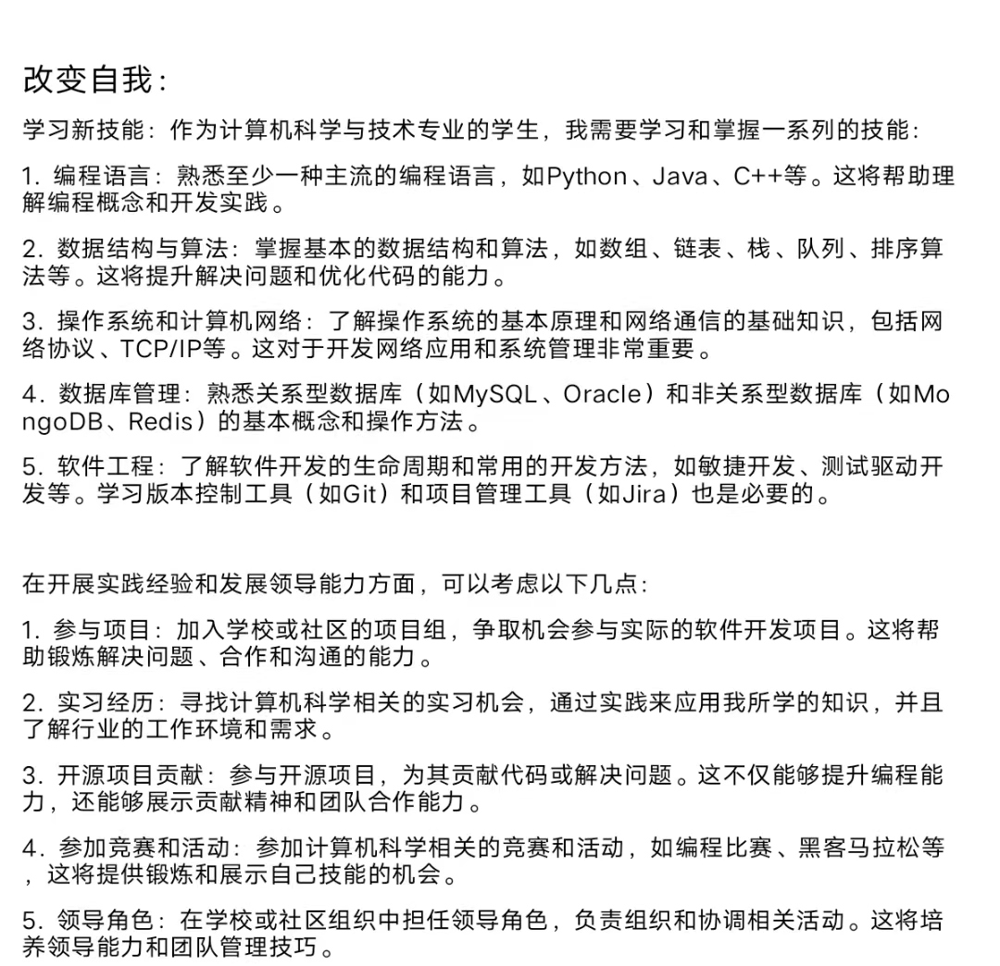 改变自我：
学习新技能：作为计算机科学与技术专业的学生，我需要学习和掌握一系列的技能：
1. 编程语言：熟悉至少一种主流的编程语言，如Python、Java、C++等。这将帮助理
解编程概念和开发实践。
2. 数据结构与算法：掌握基本的数据结构和算法，如数组、链表、栈、队列、排序算
法等。这将提升解决问题和优化代码的能力。
3. 操作系统和计算机网络：了解操作系统的基本原理和网络通信的基础知识，包括网
络协议、TCP/IP等。这对于开发网络应用和系统管理非常重要。
4. 数据库管理：熟悉关系型数据库（如MySQL、Oracle）和非关系型数据库（如Mo
ngoDB、Redis）的基本概念和操作方法。
5. 软件工程：了解软件开发的生命周期和常用的开发方法，如敏捷开发、测试驱动开
发等。学习版本控制工具（如Git）和项目管理工具（如Jira）也是必要的。
在开展实践经验和发展领导能力方面，可以考虑以下几点：
1. 参与项目：加入学校或社区的项目组，争取机会参与实际的软件开发项目。这将帮
助锻炼解决问题、合作和沟通的能力。
2. 实习经历：寻找计算机科学相关的实习机会，通过实践来应用我所学的知识，并且
了解行业的工作环境和需求。
3. 开源项目贡献：参与开源项目，为其贡献代码或解决问题。这不仅能够提升编程能
力，还能够展示贡献精神和团队合作能力。
4. 参加竞赛和活动：参加计算机科学相关的竞赛和活动，如编程比赛、黑客马拉松等
，这将提供锻炼和展示自己技能的机会。
5. 领导角色：在学校或社区组织中担任领导角色，负责组织和协调相关活动。这将培
养领导能力和团队管理技巧。